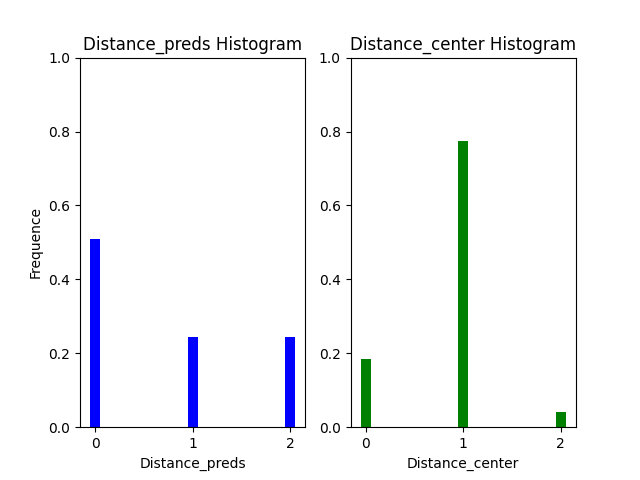 Distance_preds Histogram
1.0
0.8
0.6
0.4
0.2
0.0
Frequence
0 1 2
Distance_preds
Distance_center Histogram
1.0
0.8
0.6
0.4
0.2
0.0
0 1 2
Distance_center